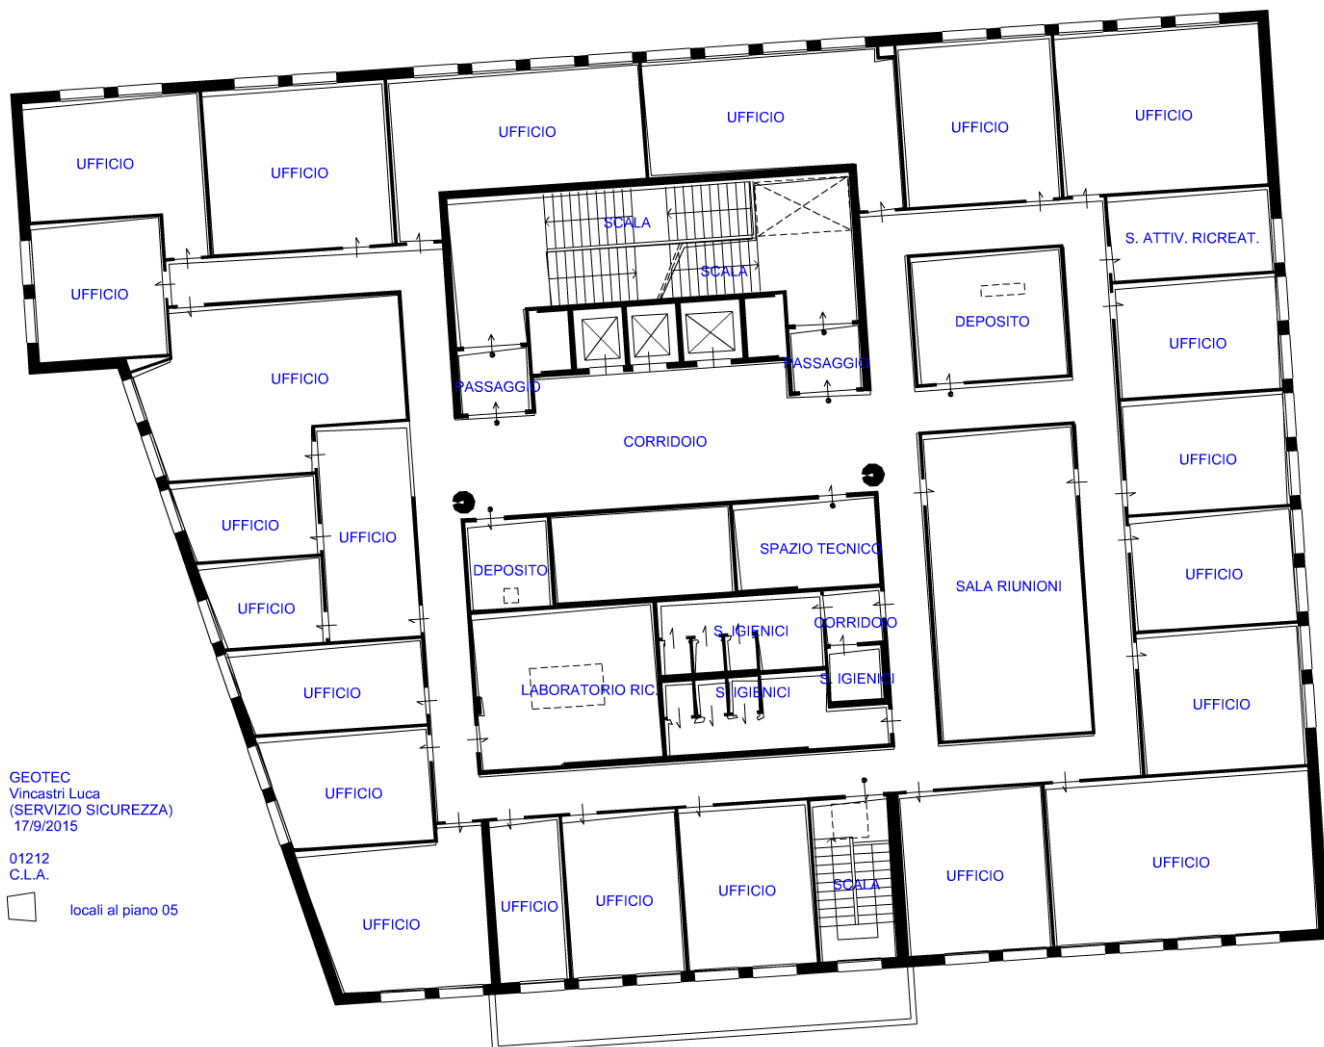 UFFICIO
UFFICIO
UFFICIO
UFFICIO
UFFICIO
UFFICIO
SCALA
SCALA
S. ATTIV. RICREAT.
UFFICIO
DEPOSITO
UFFICIO
UFFICIO
PASSAGGIO
PASSAGGIO
CORRIDOIO
UFFICIO
UFFICIO
UFFICIO
SPAZIO TECNICO
DEPOSITO
UFFICIO
SALA RIUNIONI
UFFICIO
CORRIDOIO
S. IGIENICI
S. IGIENICI
UFFICIO
LABORATORIO RIC.
S. IGIENICI
UFFICIO
UFFICIO
UFFICIO
UFFICIO
UFFICIO
UFFICIO
SCALA
UFFICIO
UFFICIO
UFFICIO
GEOTEC
Vincastri Luca
(SERVIZIO SICUREZZA)
17/9/2015
01212
C.L.A.
locali al piano 05